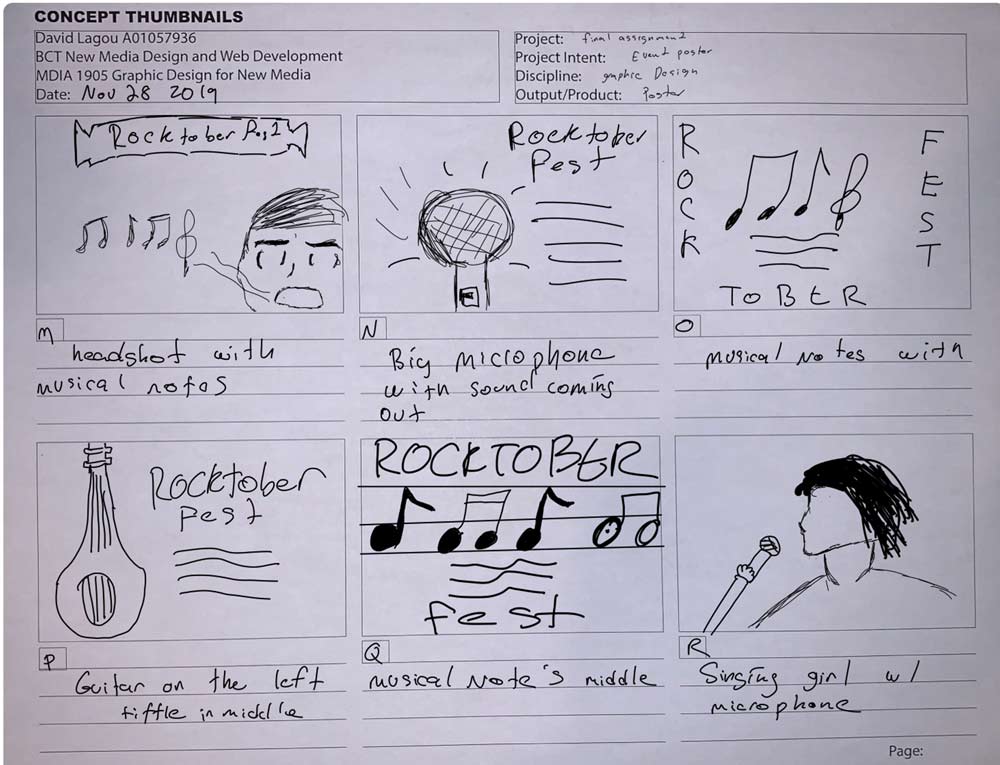 CONCEPT THUMBNAILS
David Lagou A01057936
BCT New Media Design and Web Development
MDIA 1905 Graphic Design for New Media
Date: Nov 28 2019
Project: final assignment
Project Intent: Event poster
Discipline: graphic Design
Output/Product: Poster
Rocktober
Rocktober
Fest
ROCK
FEST
TOBER
M
headshot with
musical notes
N
Big microphone
with sound coming
out
O
musical notes with
Rocktober
Fest
ROCKTOBER
fest
P
Guitar on the left
tittle in middle
Q
musical Note's middle
R
Singing girl w/
microphone
Page: